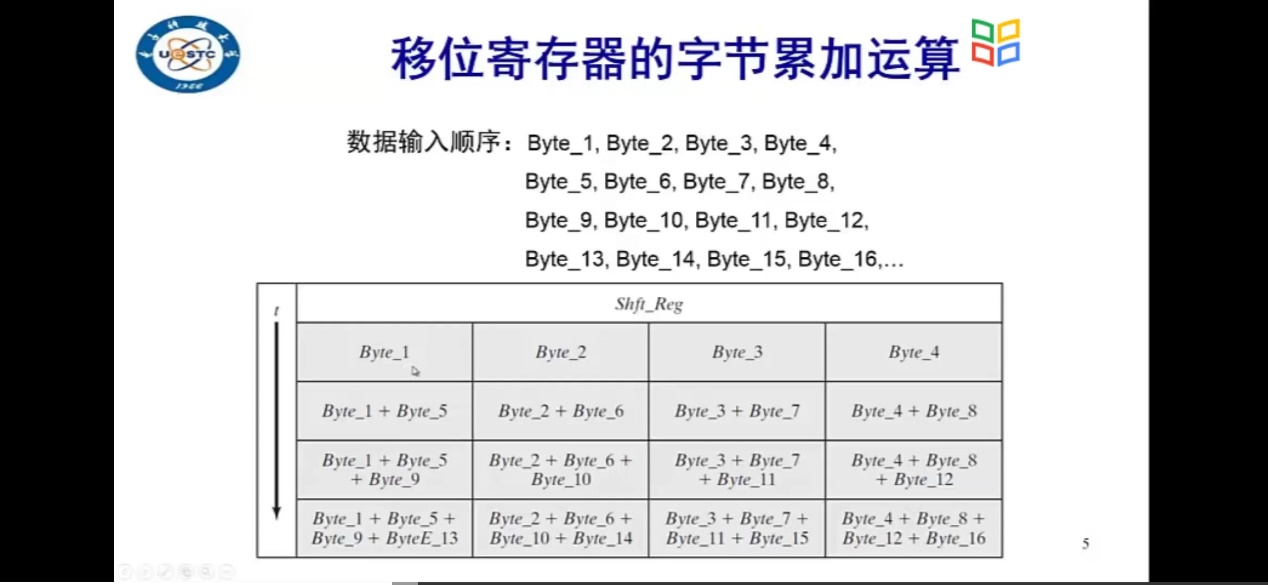 UESTC
1956
移位寄存器的字节累加运算
数据输入顺序：Byte_1, Byte_2, Byte_3, Byte_4,
Byte_5, Byte_6, Byte_7, Byte_8,
Byte_9, Byte_10, Byte_11, Byte_12,
Byte_13, Byte_14, Byte_15, Byte_16,...
t
Shft_Reg
Byte_1
Byte_2
Byte_3
Byte_4
Byte_1 + Byte_5
Byte_2 + Byte_6
Byte_3 + Byte_7
Byte_4 + Byte_8
Byte_1 + Byte_5
+ Byte_9
Byte_2 + Byte_6 +
Byte_10
Byte_3 + Byte_7
+ Byte_11
Byte_4 + Byte_8
+ Byte_12
Byte_1 + Byte_5 +
Byte_9 + ByteE_13
Byte_2 + Byte_6 +
Byte_10 + Byte_14
Byte_3 + Byte_7 +
Byte_11 + Byte_15
Byte_4 + Byte_8 +
Byte_12 + Byte_16
5